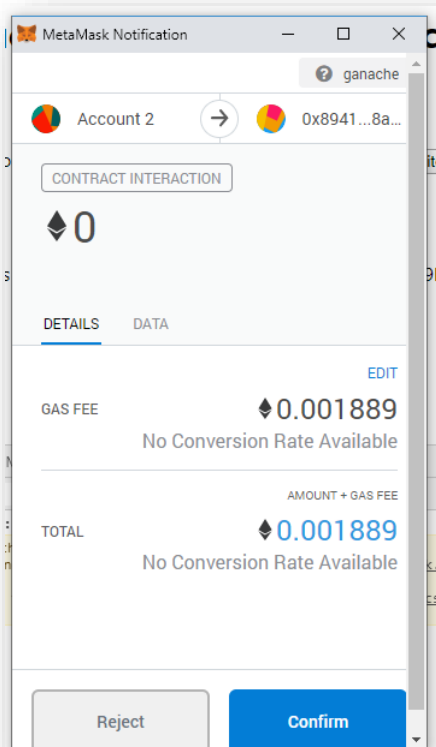 MetaMask Notification
ganache
Account 2
0x8941...8a...
CONTRACT INTERACTION
0
DETAILS DATA
EDIT
GAS FEE 0.001889
No Conversion Rate Available
AMOUNT + GAS FEE
TOTAL 0.001889
No Conversion Rate Available
Reject Confirm